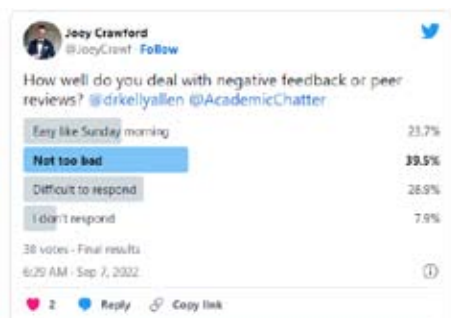 Joey Crawford
@JoeyCrawf · Follow
How well do you deal with negative feedback or peer
reviews? @drkellyallen @AcademicChatter
Easy like Sunday morning 23.7%
Not too bad 39.5%
Difficult to respond 28.9%
I don't respond 7.9%
38 votes · Final results
6:29 AM · Sep 7, 2022
2 Reply Copy link